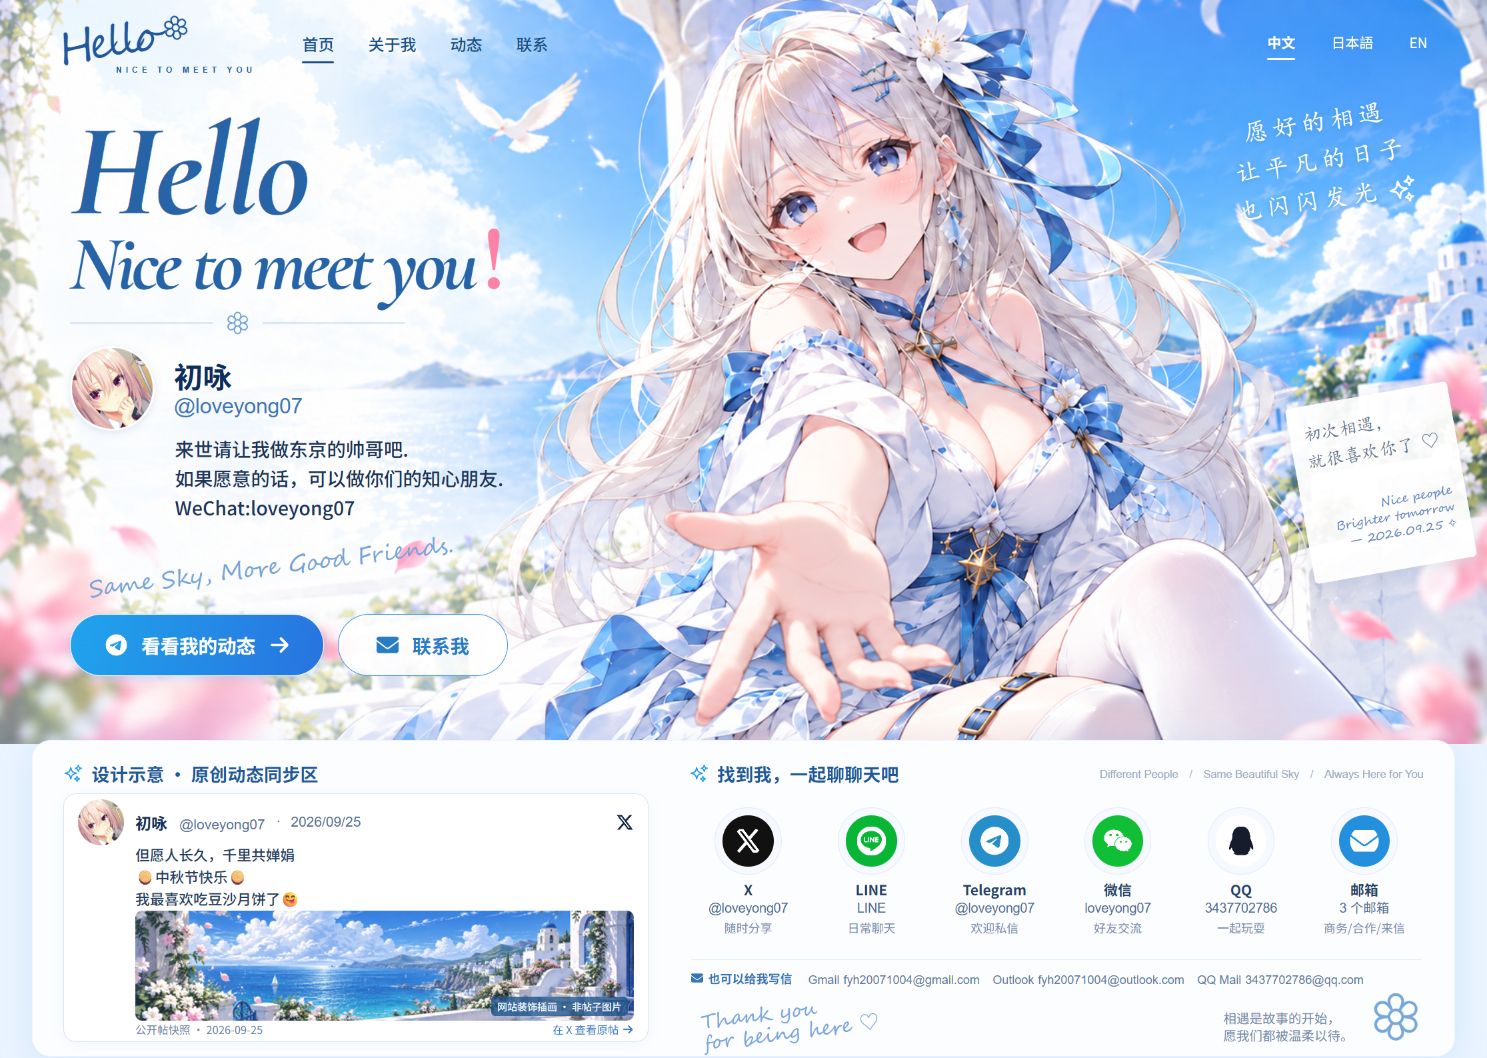 Hello
NICE TO MEET YOU
首页 关于我 动态 联系
中文 日本語 EN
Hello
Nice to meet you!
愿好的相遇
让平凡的日子
也闪闪发光
初咏
@loveyong07
来世请让我做东京的帅哥吧.
如果愿意的话，可以做你们的知心朋友.
WeChat:loveyong07
Same Sky, More Good Friends.
看看我的动态 →
联系我
初次相遇，
就很喜欢你了 ♡
Nice people
Brighter tomorrow
— 2026.09.25
设计示意 · 原创动态同步区
初咏 @loveyong07 · 2026/09/25
但愿人长久，千里共婵娟
🥮中秋节快乐🥮
我最喜欢吃豆沙月饼了🥰
网站装饰插画 · 非帖子图片
公开帖快照 · 2026-09-25
在 X 查看原帖 →
找到我，一起聊聊天吧
Different People / Same Beautiful Sky / Always Here for You
X
@loveyong07
随时分享
LINE
LINE
LINE
日常聊天
Telegram
@loveyong07
欢迎私信
微信
loveyong07
好友交流
QQ
3437702786
一起玩耍
邮箱
3 个邮箱
商务/合作/来信
也可以给我写信 Gmail fyh20071004@gmail.com Outlook fyh20071004@outlook.com QQ Mail 3437702786@qq.com
Thank you
for being here ♡
相遇是故事的开始，
愿我们都被温柔以待。